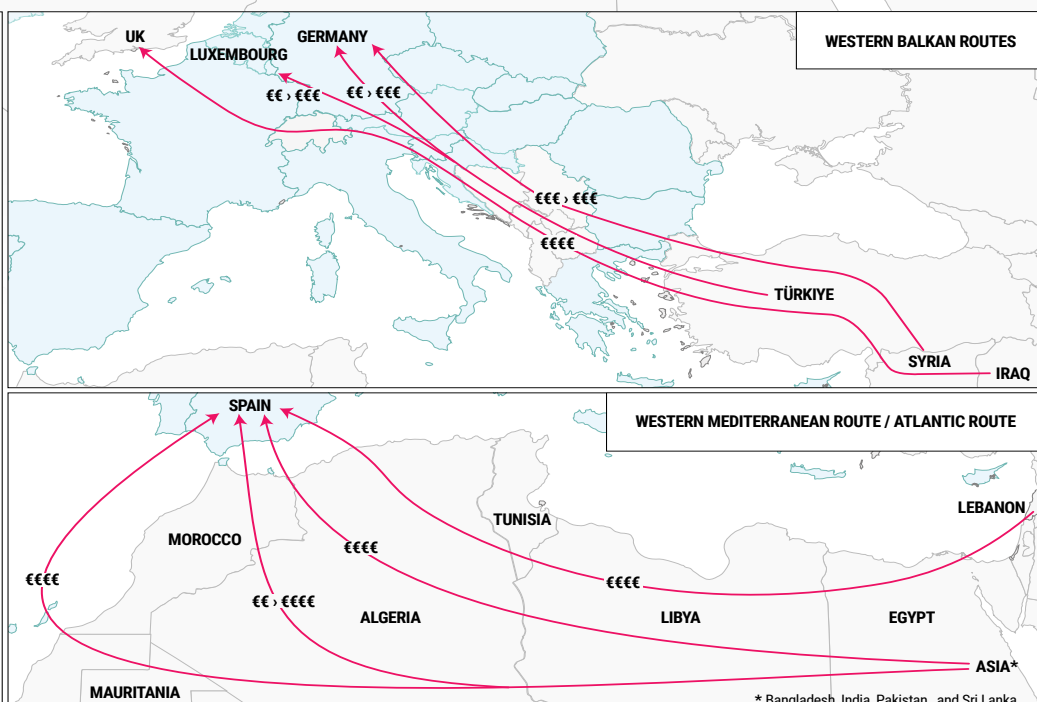 UK
GERMANY
WESTERN BALKAN ROUTES
LUXEMBOURG
€€ › €€€
€€ › €€€
€€€ › €€€
€€€€
TÜRKIYE
SYRIA
IRAQ
SPAIN
WESTERN MEDITERRANEAN ROUTE / ATLANTIC ROUTE
LEBANON
TUNISIA
MOROCCO
€€€€
€€€€
€€€€
€€ › €€€€
ALGERIA
LIBYA
EGYPT
ASIA*
MAURITANIA
* Bangladesh, India, Pakistan, and Sri Lanka